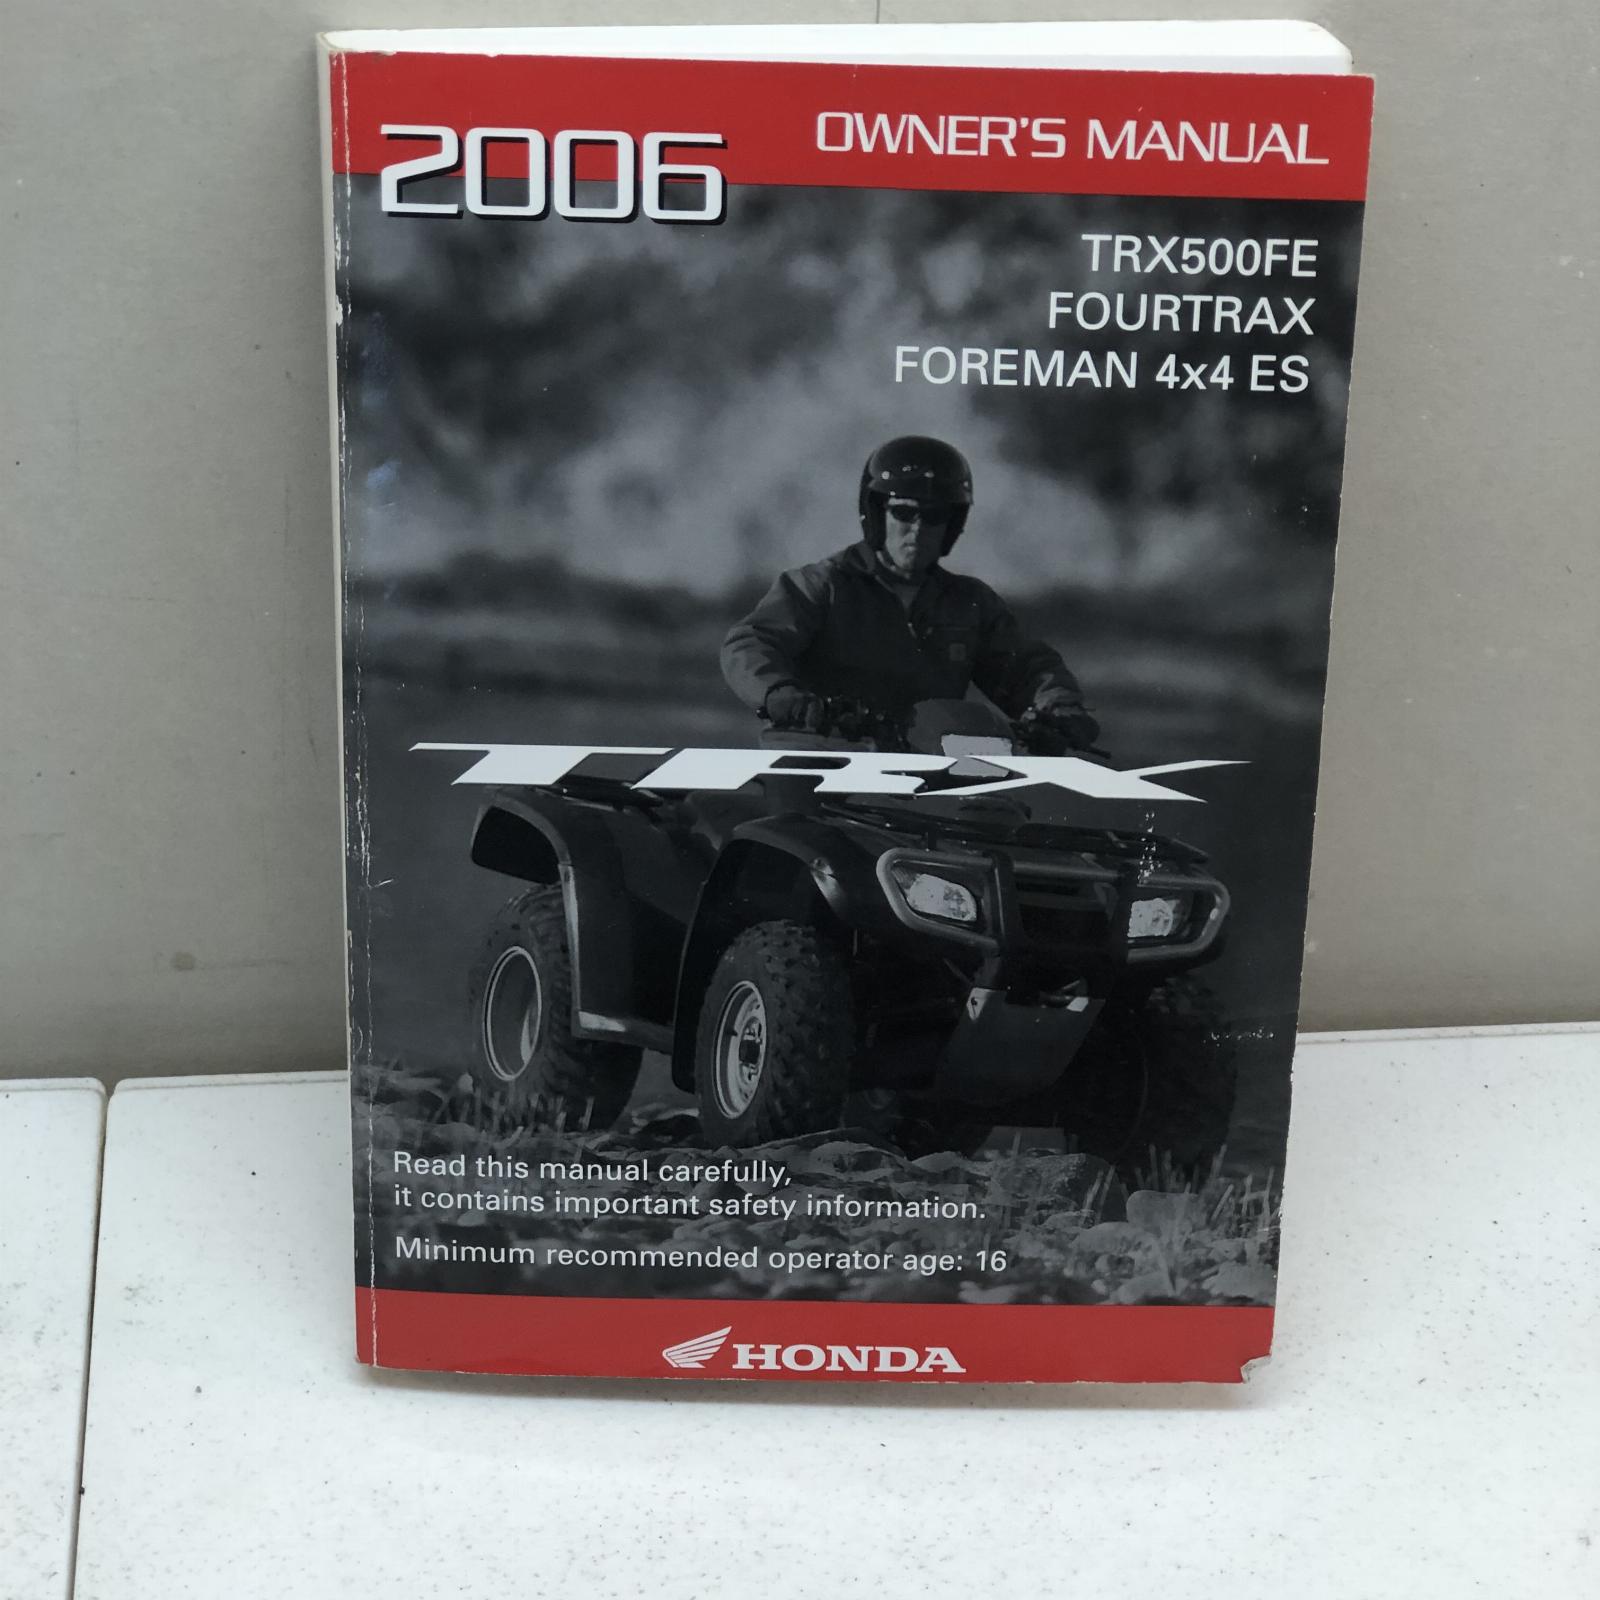 2006
OWNER'S MANUAL
TRX500FE
FOURTRAX
FOREMAN 4x4 ES
TRX
Read this manual carefully,
it contains important safety information.
Minimum recommended operator age: 16
HONDA